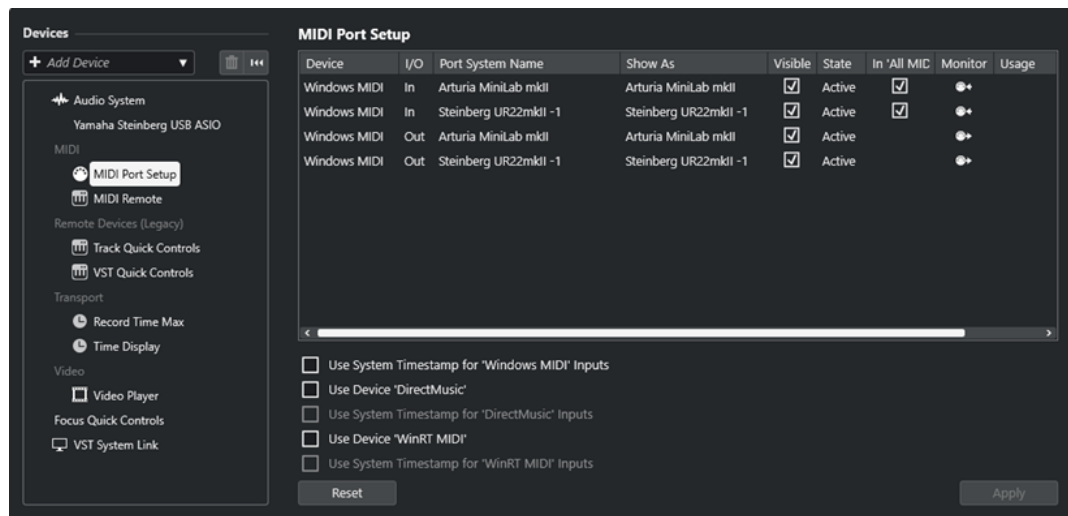 Devices
+ Add Device
Audio System
Yamaha Steinberg USB ASIO
MIDI
MIDI Port Setup
MIDI Remote
Remote Devices (Legacy)
Track Quick Controls
VST Quick Controls
Transport
Record Time Max
Time Display
Video
Video Player
Focus Quick Controls
VST System Link
MIDI Port Setup
Device I/O Port System Name Show As Visible State In 'All MID Monitor Usage
Windows MIDI In Arturia MiniLab mkII Arturia MiniLab mkII Active
Windows MIDI In Steinberg UR22mkII -1 Steinberg UR22mkII -1 Active
Windows MIDI Out Arturia MiniLab mkII Arturia MiniLab mkII Active
Windows MIDI Out Steinberg UR22mkII -1 Steinberg UR22mkII -1 Active
Use System Timestamp for 'Windows MIDI' Inputs
Use Device 'DirectMusic'
Use System Timestamp for 'DirectMusic' Inputs
Use Device 'WinRT MIDI'
Use System Timestamp for 'WinRT MIDI' Inputs
Reset
Apply